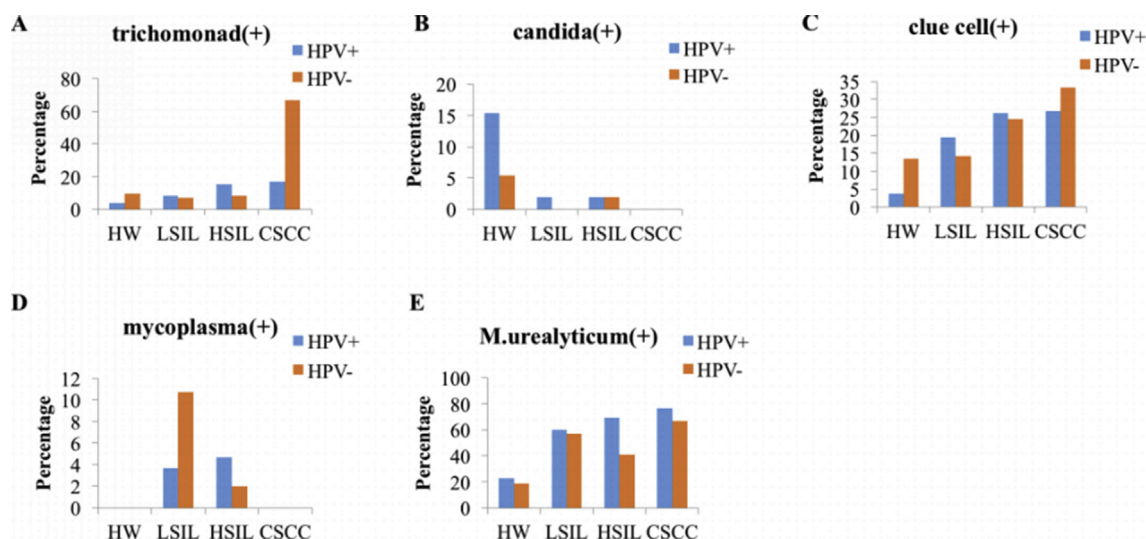 A
trichomonad(+)
HPV+
HPV-
Percentage
80
60
40
20
0
HW LSIL HSIL CSCC
B
candida(+)
HPV+
HPV-
Percentage
20
15
10
5
0
HW LSIL HSIL CSCC
C
clue cell(+)
HPV+
HPV-
Percentage
35
30
25
20
15
10
5
0
HW LSIL HSIL CSCC
D
mycoplasma(+)
HPV+
HPV-
Percentage
12
10
8
6
4
2
0
HW LSIL HSIL CSCC
E
M.urealyticum(+)
HPV+
HPV-
Percentage
100
80
60
40
20
0
HW LSIL HSIL CSCC